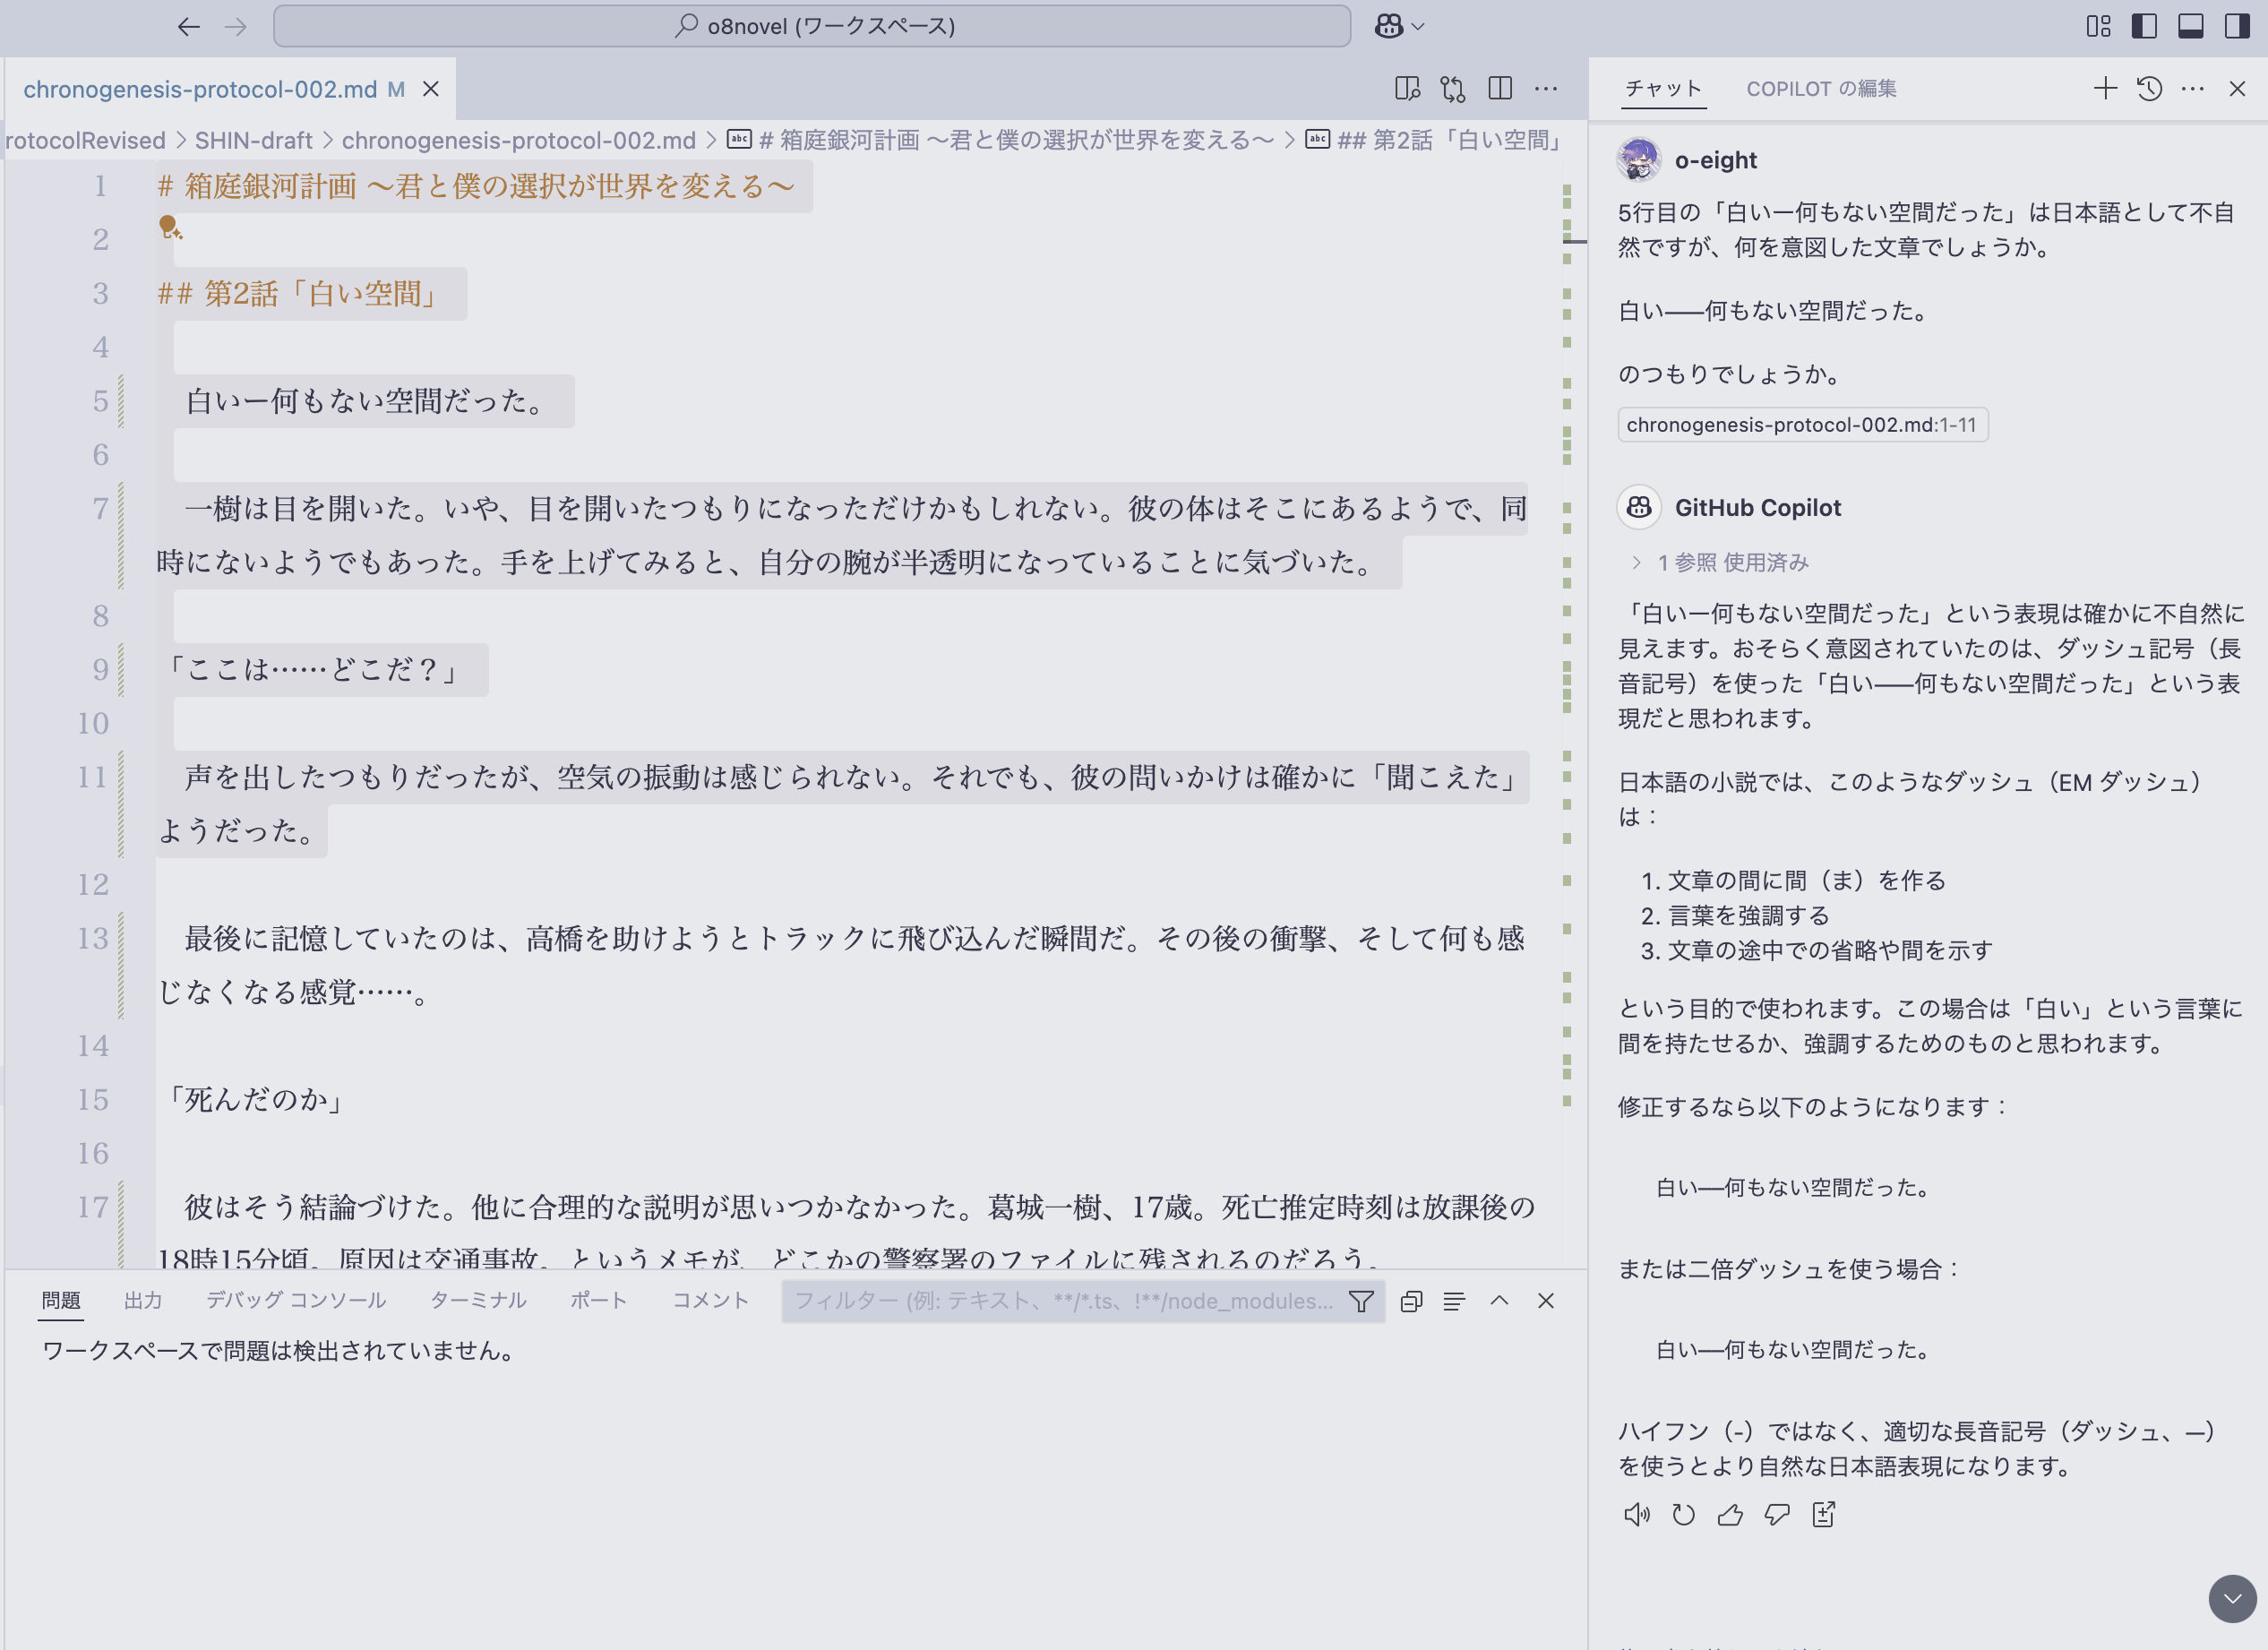 o8novel (ワークスペース)
chronogenesis-protocol-002.md M
rotocolRevised > SHIN-draft > chronogenesis-protocol-002.md > abc # 箱庭銀河計画 〜君と僕の選択が世界を変える〜 > abc ## 第2話「白い空間」
1 # 箱庭銀河計画 〜君と僕の選択が世界を変える〜
2
3 ## 第2話「白い空間」
4
5 白いー何もない空間だった。
6
7 一樹は目を開いた。いや、目を開いたつもりになっただけかもしれない。彼の体はそこにあるようで、同
時にないようでもあった。手を上げてみると、自分の腕が半透明になっていることに気づいた。
8
9 「ここは……どこだ？」
10
11 声を出したつもりだったが、空気の振動は感じられない。それでも、彼の問いかけは確かに「聞こえた」
ようだった。
12
13 最後に記憶していたのは、高橋を助けようとトラックに飛び込んだ瞬間だ。その後の衝撃、そして何も感
じなくなる感覚……。
14
15 「死んだのか」
16
17 彼はそう結論づけた。他に合理的な説明が思いつかなかった。葛城一樹、17歳。死亡推定時刻は放課後の
18時15分頃。原因は交通事故。というメモが、どこかの警察署のファイルに残されるのだろう。
問題 出力 デバッグ コンソール ターミナル ポート コメント フィルター (例: テキスト、**/*.ts、!**/node_modules...
ワークスペースで問題は検出されていません。
チャット COPILOT の編集
o-eight
5行目の「白いー何もない空間だった」は日本語として不自
然ですが、何を意図した文章でしょうか。
白い——何もない空間だった。
のつもりでしょうか。
chronogenesis-protocol-002.md:1-11
GitHub Copilot
> 1 参照 使用済み
「白いー何もない空間だった」という表現は確かに不自然に
見えます。おそらく意図されていたのは、ダッシュ記号（長
音記号）を使った「白い——何もない空間だった」という表
現だと思われます。
日本語の小説では、このようなダッシュ（EM ダッシュ）
は：
1. 文章の間に間（ま）を作る
2. 言葉を強調する
3. 文章の途中での省略や間を示す
という目的で使われます。この場合は「白い」という言葉に
間を持たせるか、強調するためのものと思われます。
修正するなら以下のようになります：
白い―何もない空間だった。
または二倍ダッシュを使う場合：
白い―何もない空間だった。
ハイフン（-）ではなく、適切な長音記号（ダッシュ、—）
を使うとより自然な日本語表現になります。